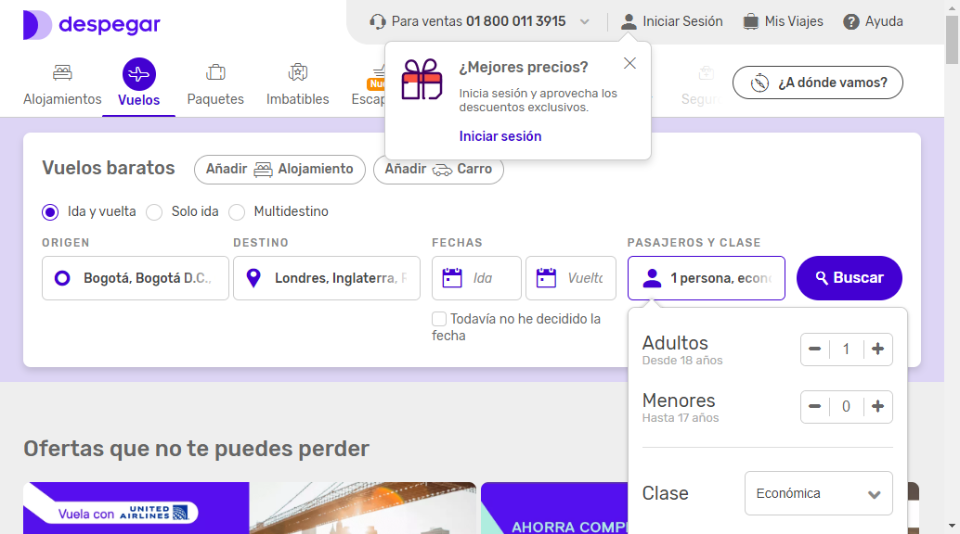 despegar
Para ventas 01 800 011 3915
Iniciar Sesión
Mis Viajes
Ayuda
Alojamientos
Vuelos
Paquetes
Imbatibles
¿A dónde vamos?
¿Mejores precios?
Inicia sesión y aprovecha los
descuentos exclusivos.
Iniciar sesión
Vuelos baratos
Añadir Alojamiento
Añadir Carro
Ida y vuelta
Solo ida
Multidestino
ORIGEN
DESTINO
FECHAS
PASAJEROS Y CLASE
Bogotá, Bogotá D.C.,
Londres, Inglaterra,
Ida
Vuelta
1 persona, econ
Buscar
Todavía no he decidido la
fecha
Adultos
Desde 18 años
1
Menores
Hasta 17 años
0
Clase
Económica
Ofertas que no te puedes perder
Vuela con UNITED
AIRLINES
AHORRA